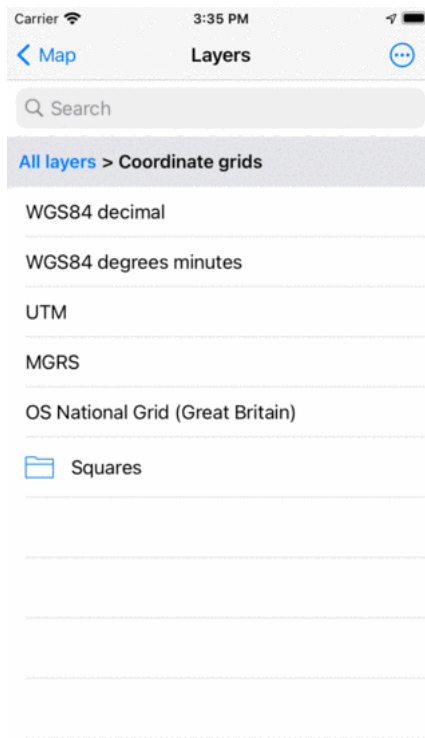 Carrier 3:35 PM
Map Layers
Search
All layers > Coordinate grids
WGS84 decimal
WGS84 degrees minutes
UTM
MGRS
OS National Grid (Great Britain)
Squares